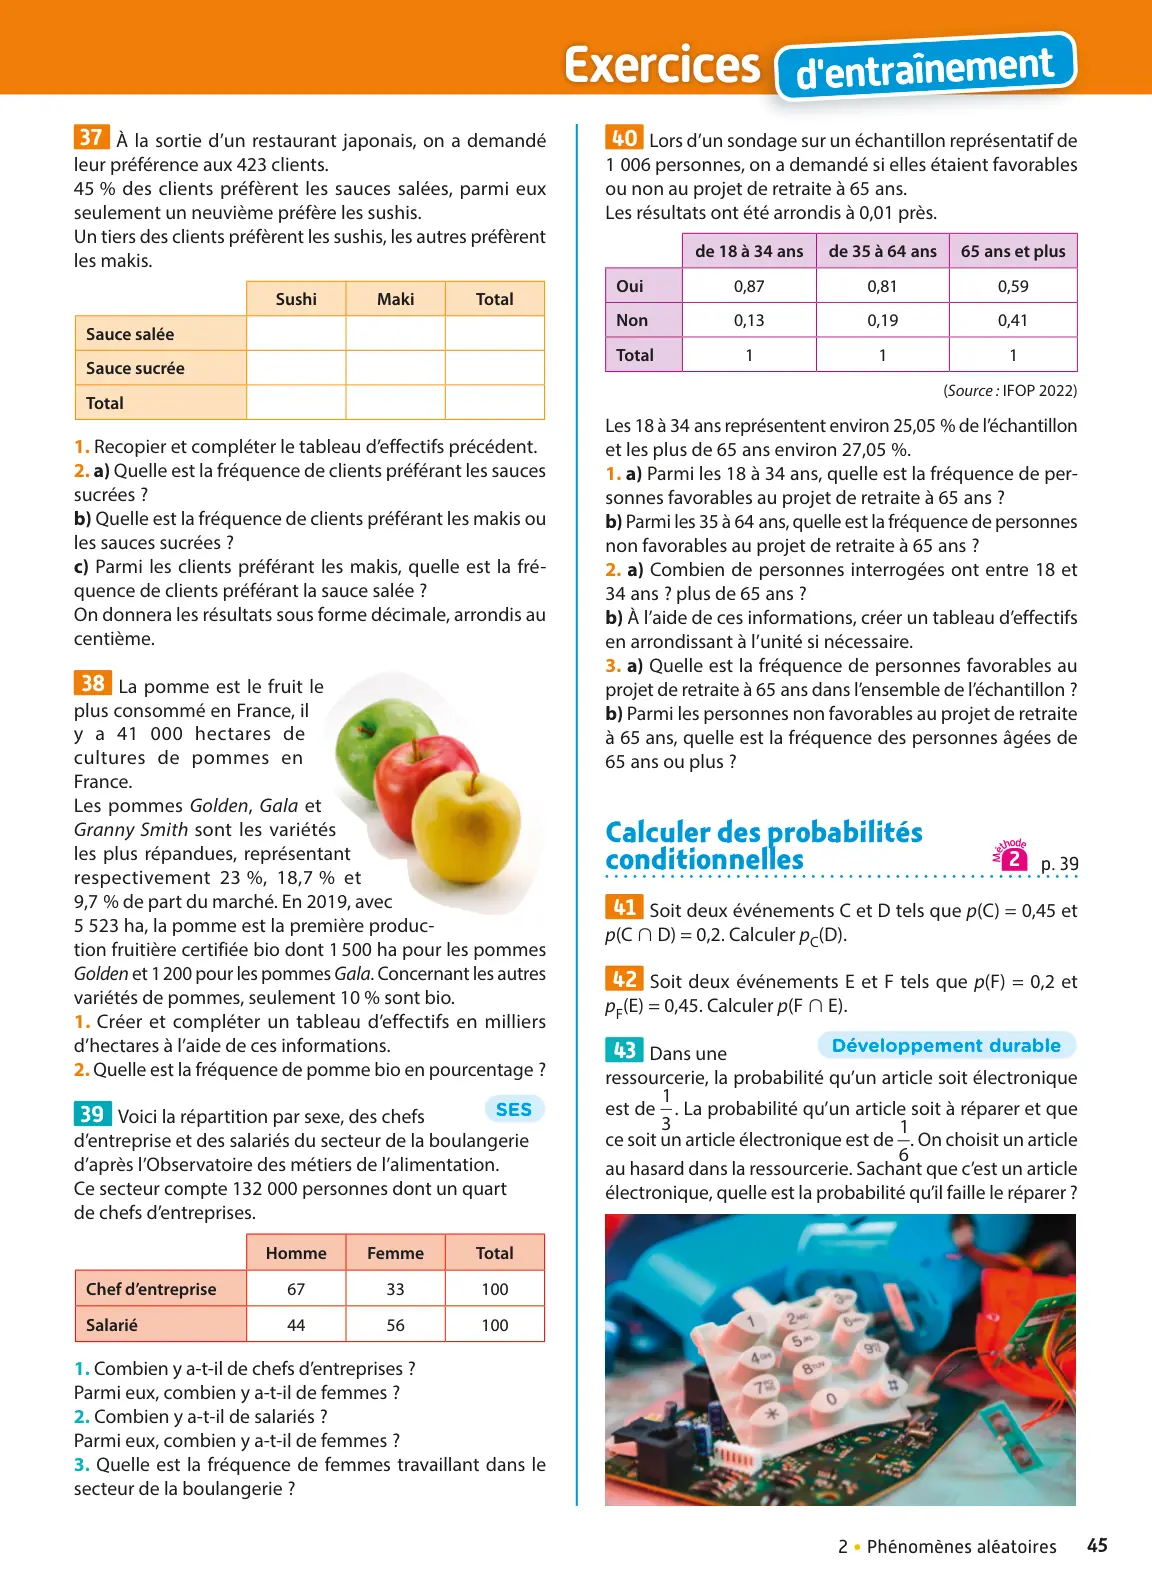 Exercices d'entraînement
37 À la sortie d'un restaurant japonais, on a demandé
leur préférence aux 423 clients.
45 % des clients préfèrent les sauces salées, parmi eux
seulement un neuvième préfère les sushis.
Un tiers des clients préfèrent les sushis, les autres préfèrent
les makis.
Sushi Maki Total
Sauce salée
Sauce sucrée
Total
1. Recopier et compléter le tableau d'effectifs précédent.
2. a) Quelle est la fréquence de clients préférant les sauces
sucrées ?
b) Quelle est la fréquence de clients préférant les makis ou
les sauces sucrées ?
c) Parmi les clients préférant les makis, quelle est la fré-
quence de clients préférant la sauce salée ?
On donnera les résultats sous forme décimale, arrondis au
centième.
38 La pomme est le fruit le
plus consommé en France, il
y a 41 000 hectares de
cultures de pommes en
France.
Les pommes Golden, Gala et
Granny Smith sont les variétés
les plus répandues, représentant
respectivement 23 %, 18,7 % et
9,7 % de part du marché. En 2019, avec
5 523 ha, la pomme est la première produc-
tion fruitière certifiée bio dont 1 500 ha pour les pommes
Golden et 1 200 pour les pommes Gala. Concernant les autres
variétés de pommes, seulement 10 % sont bio.
1. Créer et compléter un tableau d'effectifs en milliers
d'hectares à l'aide de ces informations.
2. Quelle est la fréquence de pomme bio en pourcentage ?
39 Voici la répartition par sexe, des chefs SES
d'entreprise et des salariés du secteur de la boulangerie
d'après l'Observatoire des métiers de l'alimentation.
Ce secteur compte 132 000 personnes dont un quart
de chefs d'entreprises.
Homme Femme Total
Chef d'entreprise 67 33 100
Salarié 44 56 100
1. Combien y a-t-il de chefs d'entreprises ?
Parmi eux, combien y a-t-il de femmes ?
2. Combien y a-t-il de salariés ?
Parmi eux, combien y a-t-il de femmes ?
3. Quelle est la fréquence de femmes travaillant dans le
secteur de la boulangerie ?
40 Lors d'un sondage sur un échantillon représentatif de
1 006 personnes, on a demandé si elles étaient favorables
ou non au projet de retraite à 65 ans.
Les résultats ont été arrondis à 0,01 près.
de 18 à 34 ans de 35 à 64 ans 65 ans et plus
Oui 0,87 0,81 0,59
Non 0,13 0,19 0,41
Total 1 1 1
(Source : IFOP 2022)
Les 18 à 34 ans représentent environ 25,05 % de l'échantillon
et les plus de 65 ans environ 27,05 %.
1. a) Parmi les 18 à 34 ans, quelle est la fréquence de per-
sonnes favorables au projet de retraite à 65 ans ?
b) Parmi les 35 à 64 ans, quelle est la fréquence de personnes
non favorables au projet de retraite à 65 ans ?
2. a) Combien de personnes interrogées ont entre 18 et
34 ans ? plus de 65 ans ?
b) À l'aide de ces informations, créer un tableau d'effectifs
en arrondissant à l'unité si nécessaire.
3. a) Quelle est la fréquence de personnes favorables au
projet de retraite à 65 ans dans l'ensemble de l'échantillon ?
b) Parmi les personnes non favorables au projet de retraite
à 65 ans, quelle est la fréquence des personnes âgées de
65 ans ou plus ?
Calculer des probabilités
conditionnelles Méthode 2 p. 39
41 Soit deux événements C et D tels que p(C) = 0,45 et
p(C ∩ D) = 0,2. Calculer p_C(D).
42 Soit deux événements E et F tels que p(F) = 0,2 et
p_F(E) = 0,45. Calculer p(F ∩ E).
43 Dans une Développement durable
ressourcerie, la probabilité qu'un article soit électronique
est de 1/3. La probabilité qu'un article soit à réparer et que
ce soit un article électronique est de 1/6. On choisit un article
au hasard dans la ressourcerie. Sachant que c'est un article
électronique, quelle est la probabilité qu'il faille le réparer ?
2 • Phénomènes aléatoires 45